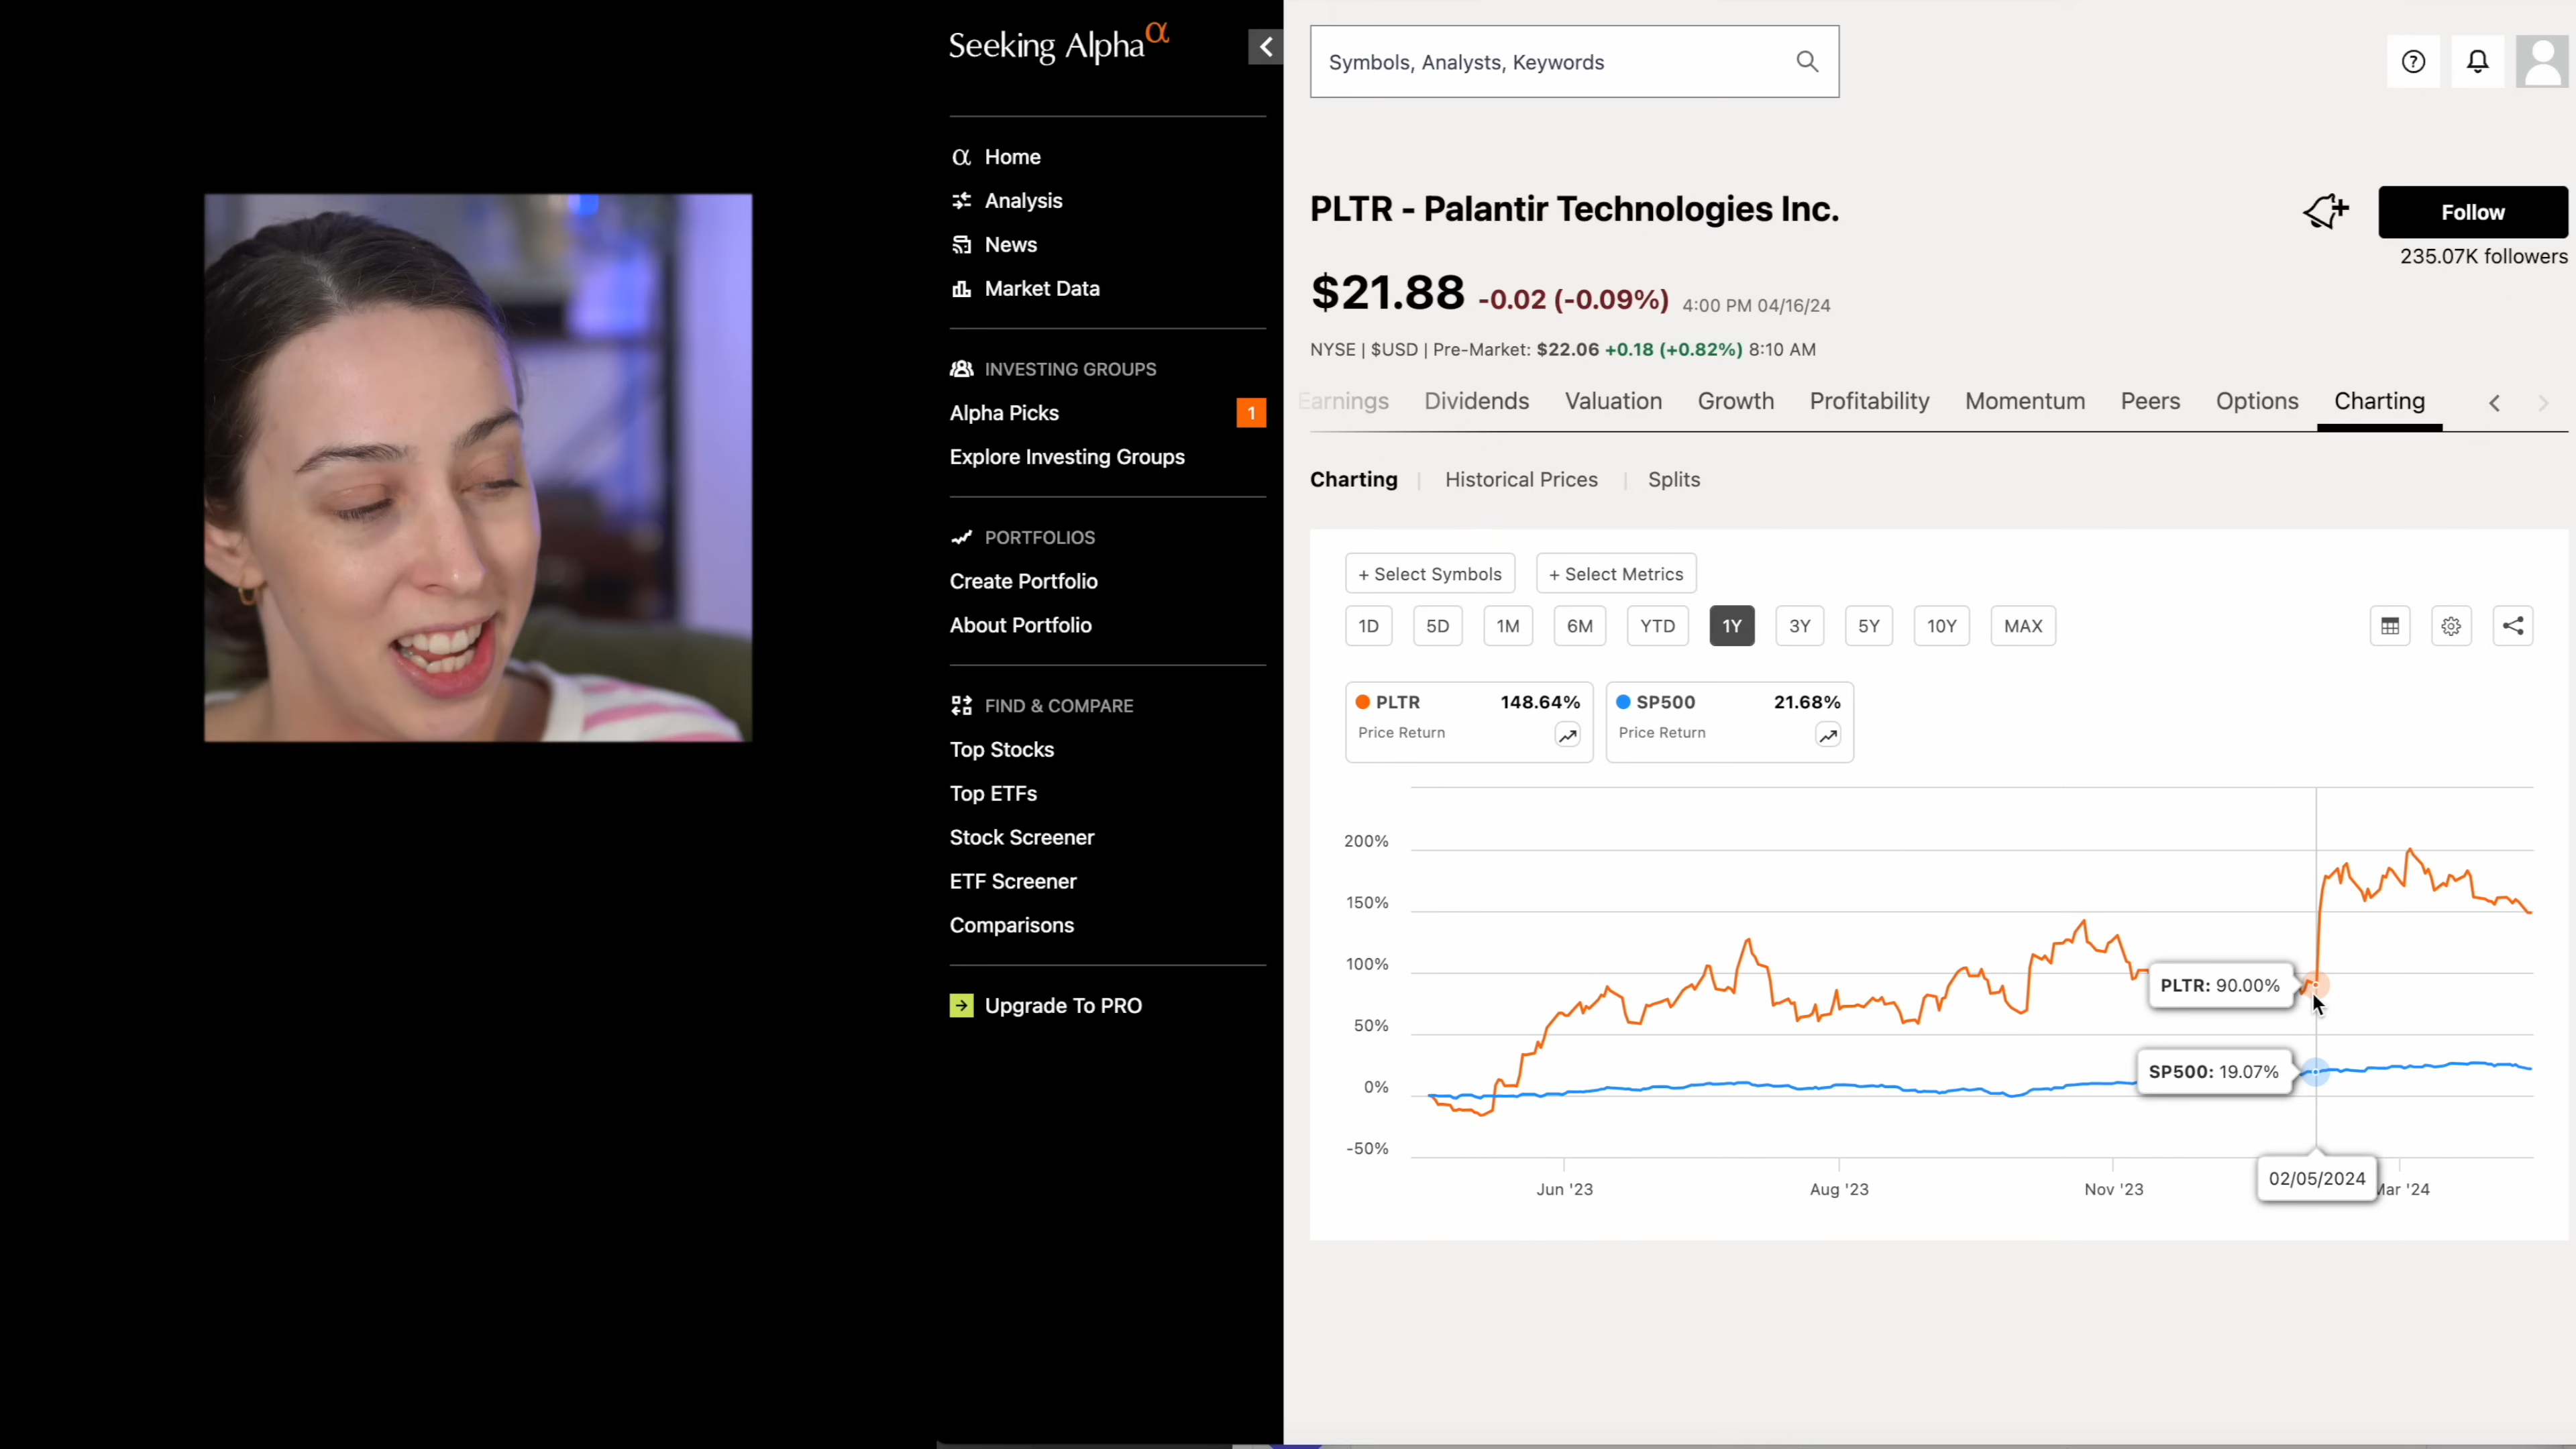 Seeking Alpha α
Symbols, Analysts, Keywords
Home
Analysis
News
Market Data
INVESTING GROUPS
Alpha Picks 1
Explore Investing Groups
PORTFOLIOS
Create Portfolio
About Portfolio
FIND & COMPARE
Top Stocks
Top ETFs
Stock Screener
ETF Screener
Comparisons
Upgrade To PRO
PLTR - Palantir Technologies Inc.
Follow
235.07K followers
$21.88 -0.02 (-0.09%) 4:00 PM 04/16/24
NYSE | $USD | Pre-Market: $22.06 +0.18 (+0.82%) 8:10 AM
Earnings Dividends Valuation Growth Profitability Momentum Peers Options Charting
Charting | Historical Prices | Splits
+ Select Symbols + Select Metrics
1D 5D 1M 6M YTD 1Y 3Y 5Y 10Y MAX
PLTR 148.64% SP500 21.68%
Price Return Price Return
200%
150%
100%
PLTR: 90.00%
50%
SP500: 19.07%
0%
-50%
02/05/2024
Jun '23 Aug '23 Nov '23 Mar '24